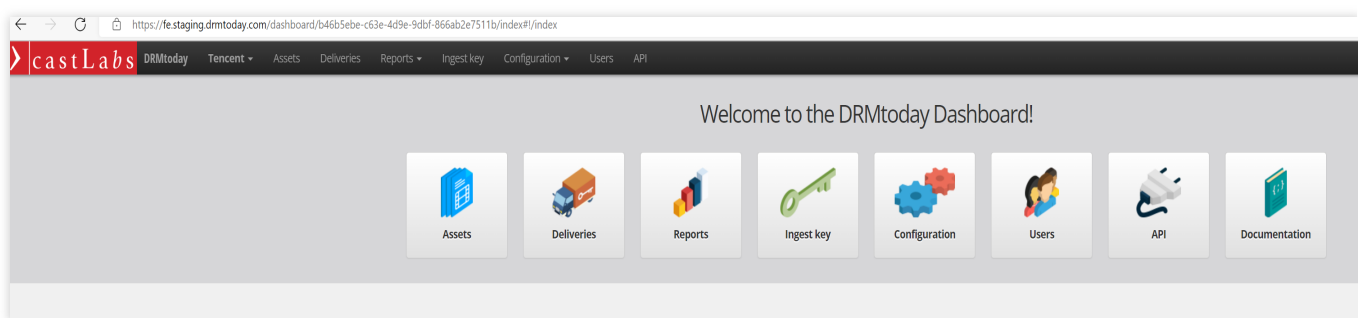 https://fe.staging.drmtoday.com/dashboard/b46b5ebe-c63e-4d9e-9dbf-866ab2e7511b/index#!/index
castLabs DRMtoday Tencent Assets Deliveries Reports Ingest key Configuration Users API
Welcome to the DRMtoday Dashboard!
Assets Deliveries Reports Ingest key Configuration Users API Documentation